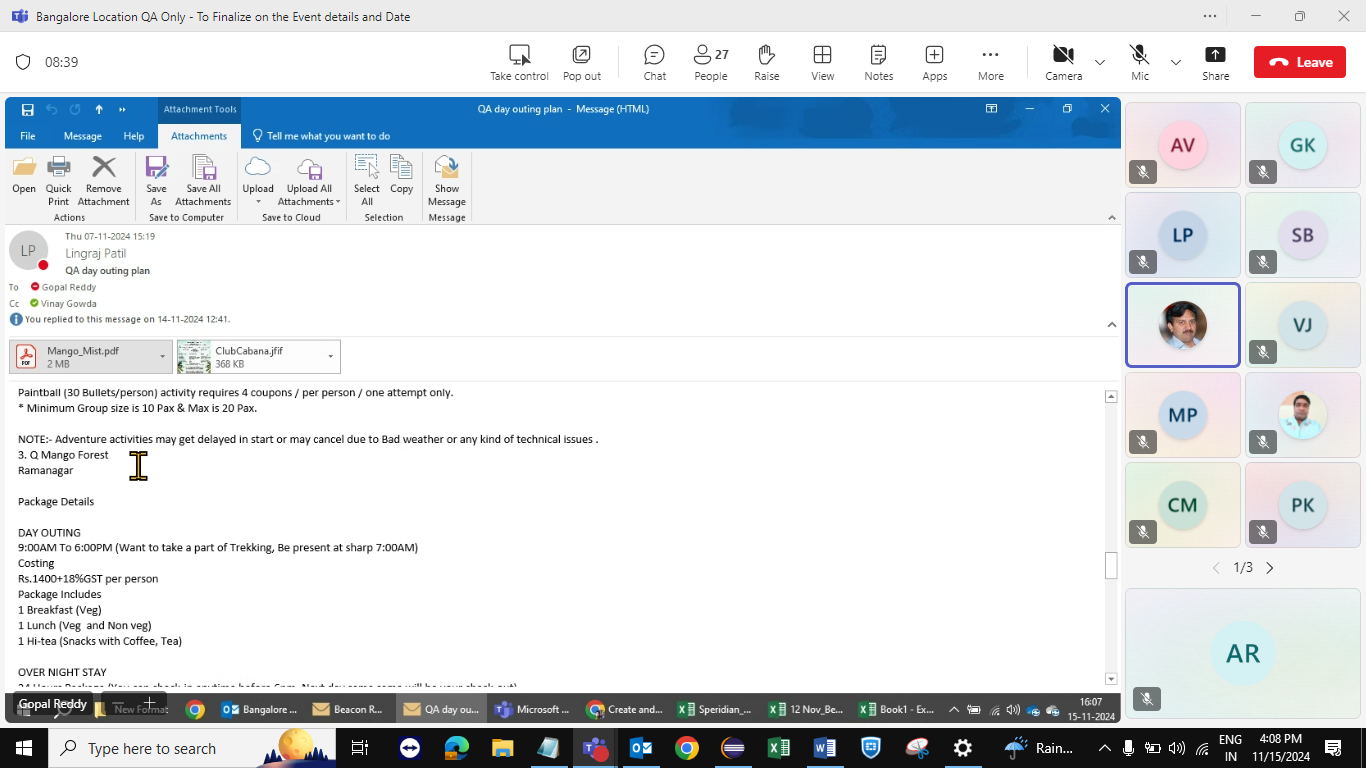 Bangalore Location QA Only - To Finalize on the Event details and Date
08:39
Take control
Pop out
Chat
27
People
Raise
View
Notes
Apps
More
Camera
Mic
Share
Leave
Attachment Tools
QA day outing plan - Message (HTML)
File
Message
Help
Attachments
Tell me what you want to do
Open
Quick Print
Remove Attachment
Save As
Save All Attachments
Upload
Upload All Attachments
Select All
Copy
Show Message
Actions
Save to Computer
Save to Cloud
Selection
Message
LP
Thu 07-11-2024 15:19
Lingraj Patil
QA day outing plan
To Gopal Reddy
Cc Vinay Gowda
You replied to this message on 14-11-2024 12:41.
Mango_Mist.pdf
2 MB
ClubCabana.jfif
368 KB
Paintball (30 Bullets/person) activity requires 4 coupons / per person / one attempt only.
* Minimum Group size is 10 Pax & Max is 20 Pax.
NOTE:- Adventure activities may get delayed in start or may cancel due to Bad weather or any kind of technical issues .
3. Q Mango Forest
Ramanagar
Package Details
DAY OUTING
9:00AM To 6:00PM (Want to take a part of Trekking, Be present at sharp 7:00AM)
Costing
Rs.1400+18%GST per person
Package Includes
1 Breakfast (Veg)
1 Lunch (Veg and Non veg)
1 Hi-tea (Snacks with Coffee, Tea)
OVER NIGHT STAY
Gopal Reddy
New Format
Bangalore ...
Beacon R...
QA day ou...
Microsoft ...
Create and...
Speridian_...
12 Nov_Be...
Book1 - Ex...
16:07
15-11-2024
AV
GK
LP
SB
VJ
MP
CM
PK
1/3
AR
Type here to search
Rain...
ENG
IN
4:08 PM
11/15/2024